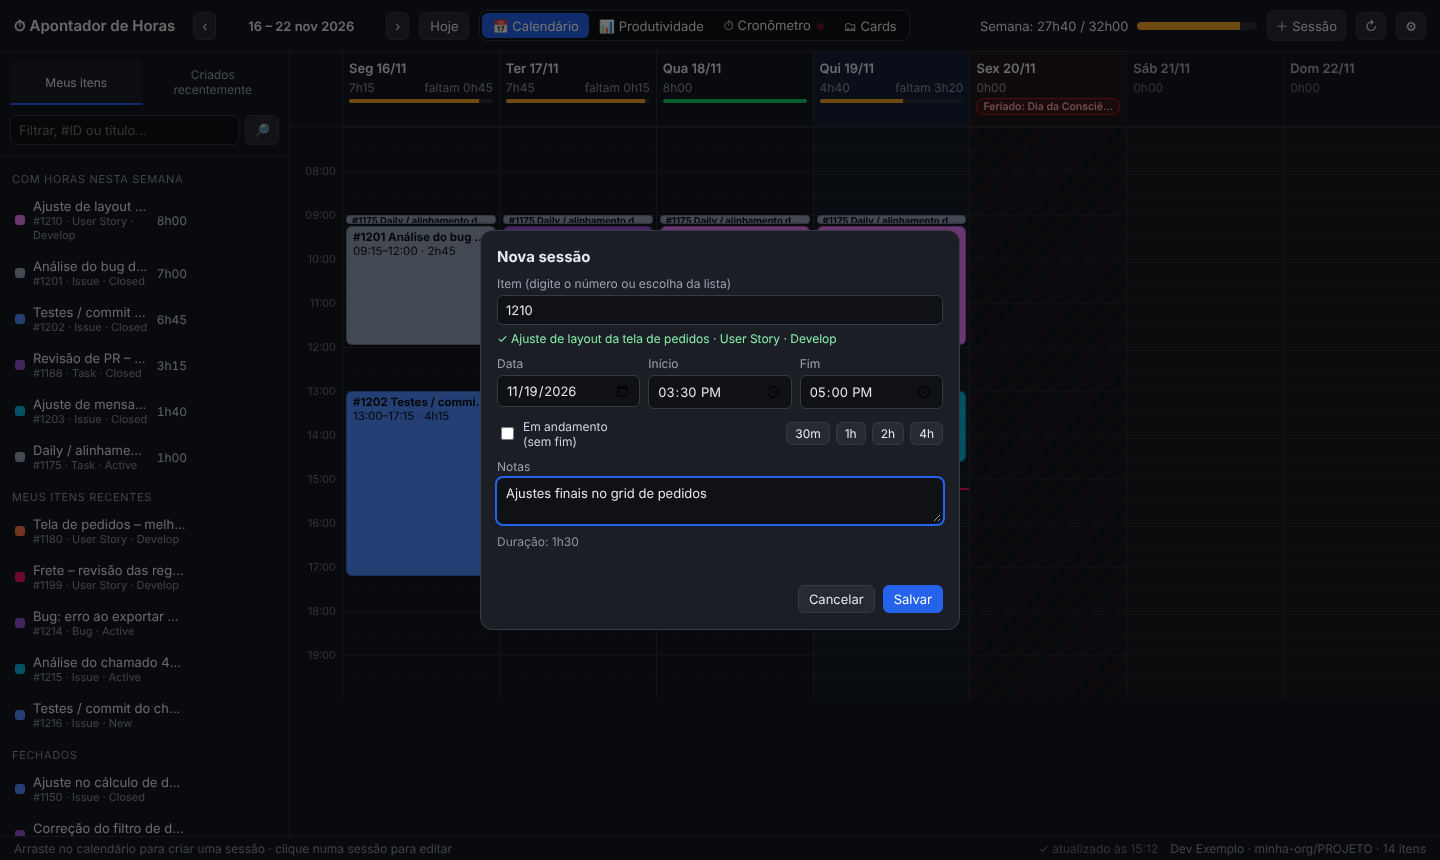 Apontador de Horas
16 – 22 nov 2026
Hoje
Calendário
Produtividade
Cronômetro
Cards
Semana: 27h40 / 32h00
+ Sessão
Meus itens
Criados
recentemente
Filtrar, #ID ou título...
Seg 16/11
7h15 faltam 0h45
Ter 17/11
7h45 faltam 0h15
Qua 18/11
8h00
Qui 19/11
4h40 faltam 3h20
Sex 20/11
0h00
Feriado: Dia da Consciê...
Sáb 21/11
0h00
Dom 22/11
0h00
COM HORAS NESTA SEMANA
Ajuste de layout ...
#1210 · User Story ·
Develop
8h00
Análise do bug d...
#1201 · Issue · Closed
7h00
Testes / commit ...
#1202 · Issue · Closed
6h45
Revisão de PR – ...
#1188 · Task · Closed
3h15
Ajuste de mensa...
#1203 · Issue · Closed
1h40
Daily / alinhame...
#1175 · Task · Active
1h00
MEUS ITENS RECENTES
Tela de pedidos – melh...
#1180 · User Story · Develop
Frete – revisão das reg...
#1199 · User Story · Develop
Bug: erro ao exportar ...
#1214 · Bug · Active
Análise do chamado 4...
#1215 · Issue · Active
Testes / commit do ch...
#1216 · Issue · New
FECHADOS
Ajuste no cálculo de d...
#1150 · Issue · Closed
Correção do filtro de d...
08:00
09:00
10:00
11:00
12:00
13:00
14:00
15:00
16:00
17:00
18:00
19:00
#1175 Daily / alinhamento d...
#1175 Daily / alinhamento d...
#1175 Daily / alinhamento d...
#1175 Daily / alinhamento d...
#1201 Análise do bug ...
09:15–12:00 · 2h45
#1202 Testes / commi...
13:00–17:15 · 4h15
Nova sessão
Item (digite o número ou escolha da lista)
1210
✓ Ajuste de layout da tela de pedidos · User Story · Develop
Data
Início
Fim
11/19/2026
03:30 PM
05:00 PM
Em andamento
(sem fim)
30m
1h
2h
4h
Notas
Ajustes finais no grid de pedidos
Duração: 1h30
Cancelar
Salvar
Arraste no calendário para criar uma sessão · clique numa sessão para editar
✓ atualizado às 15:12
Dev Exemplo · minha-org/PROJETO · 14 itens